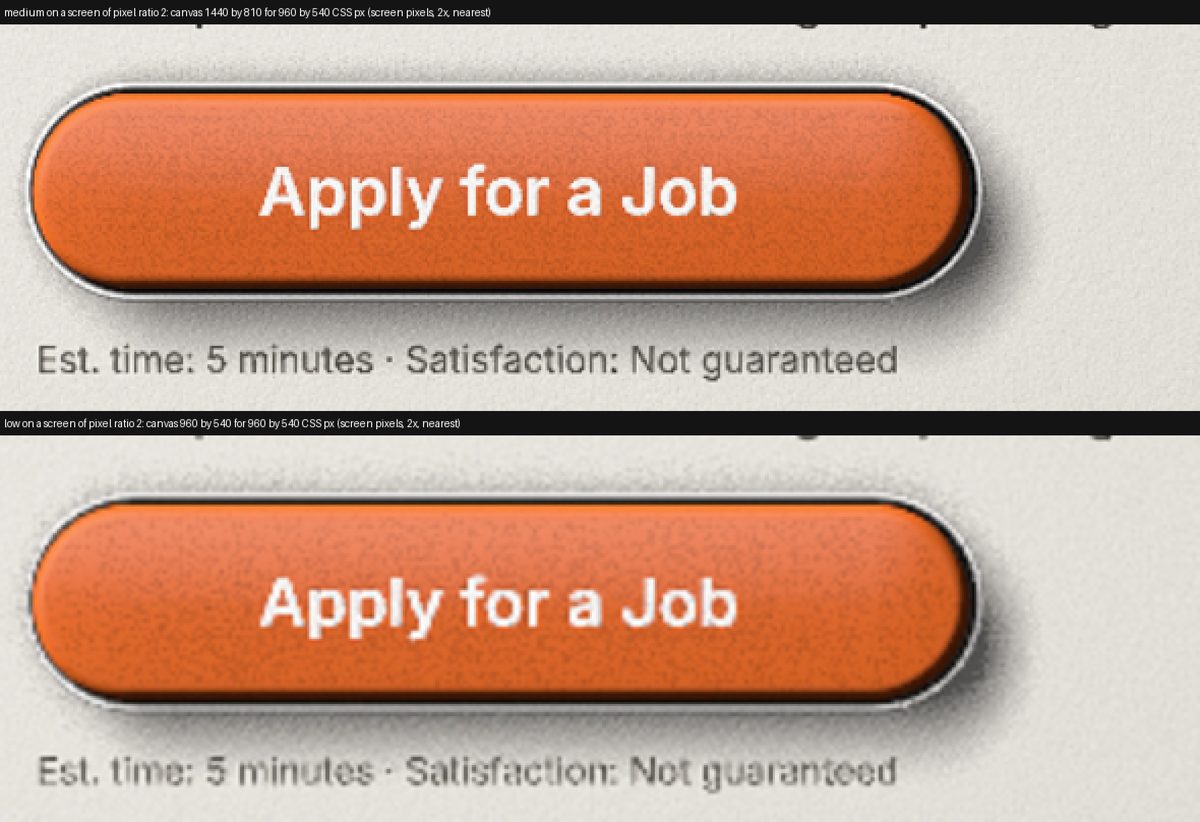 medium on a screen of pixel ratio 2: canvas 1440 by 810 for 960 by 540 CSS px (screen pixels, 2x, nearest)
Apply for a Job
Est. time: 5 minutes · Satisfaction: Not guaranteed
low on a screen of pixel ratio 2: canvas 960 by 540 for 960 by 540 CSS px (screen pixels, 2x, nearest)
Apply for a Job
Est. time: 5 minutes · Satisfaction: Not guaranteed